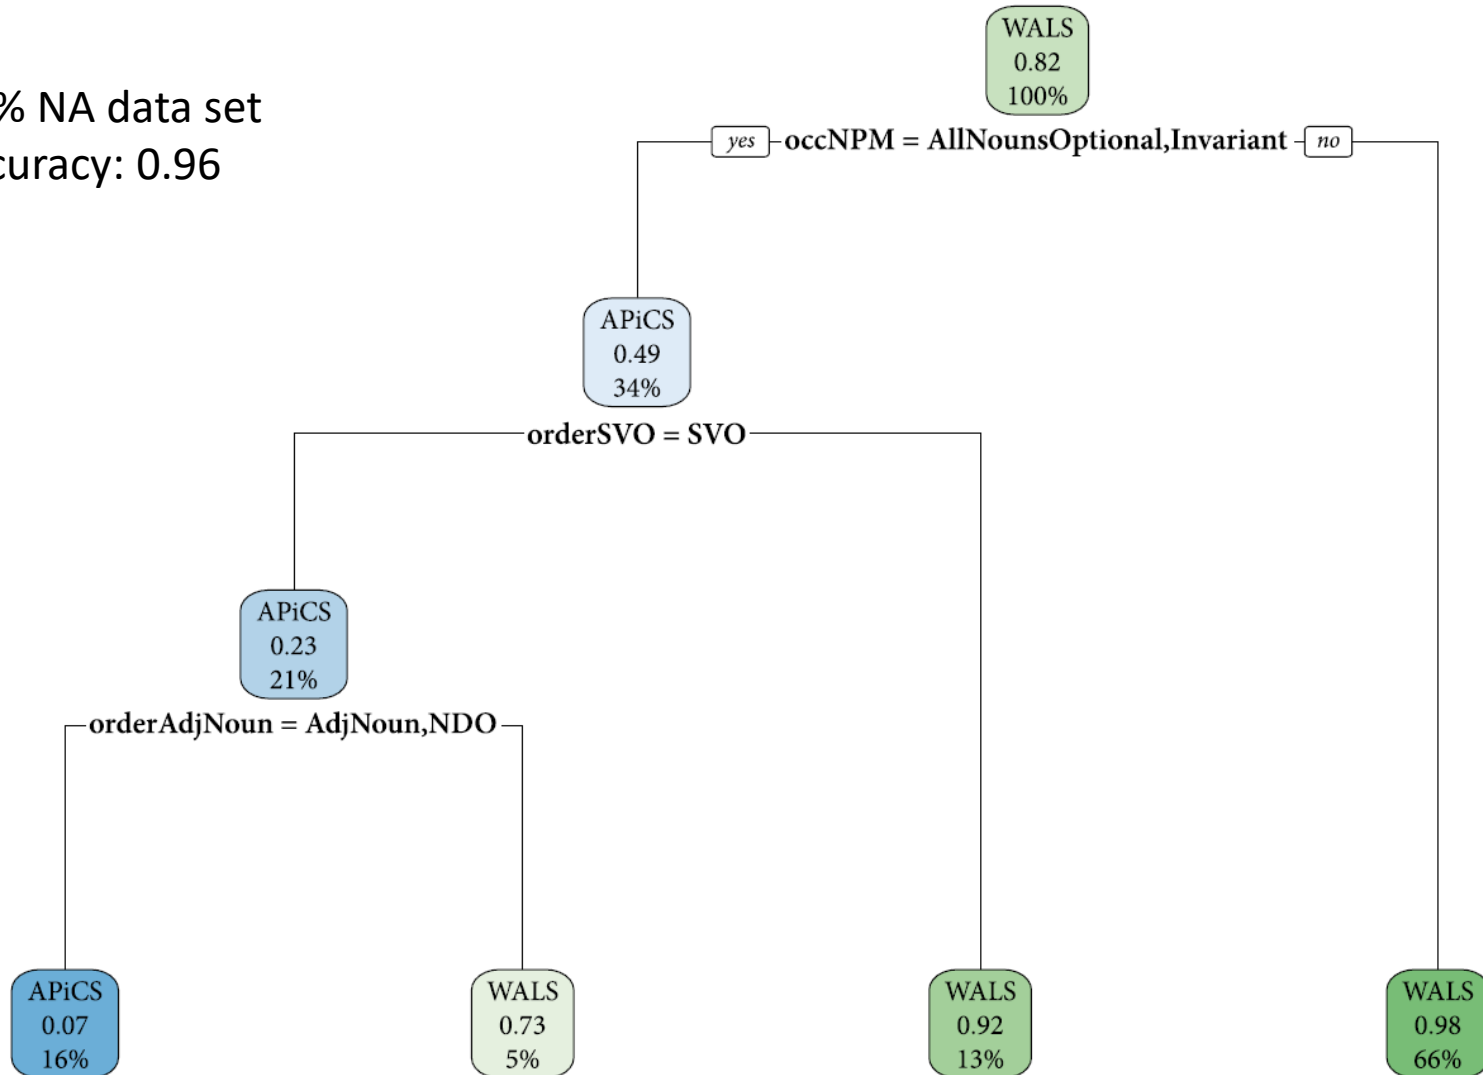 WALS
0.82
100%
% NA data set
curacy: 0.96
yes occNPM = AllNounsOptional,Invariant no
APiCS
0.49
34%
orderSVO = SVO
APiCS
0.23
21%
orderAdjNoun = AdjNoun,NDO
APiCS
0.07
16%
WALS
0.73
5%
WALS
0.92
13%
WALS
0.98
66%